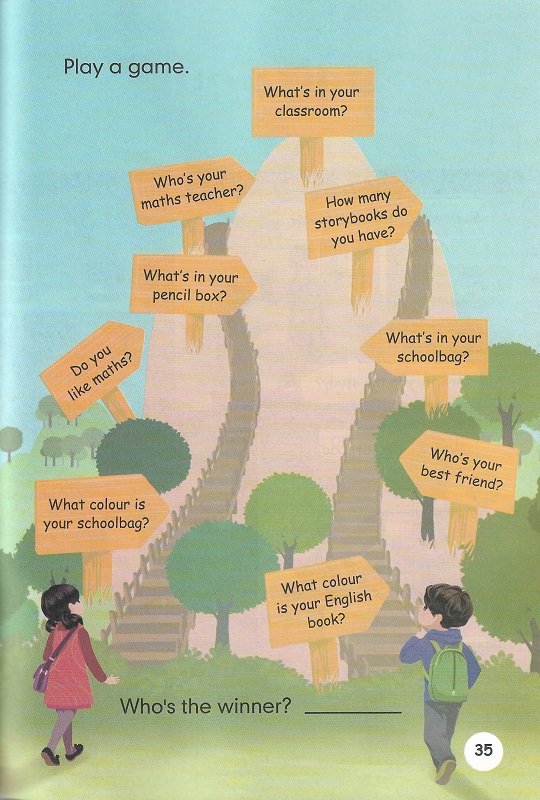 Play a game.
What's in your
classroom?
Who's your
maths teacher?
How many
storybooks do
you have?
What's in your
pencil box?
What's in your
schoolbag?
Do you
like maths?
Who's your
best friend?
What colour is
your schoolbag?
What colour
is your English
book?
Who's the winner?
35